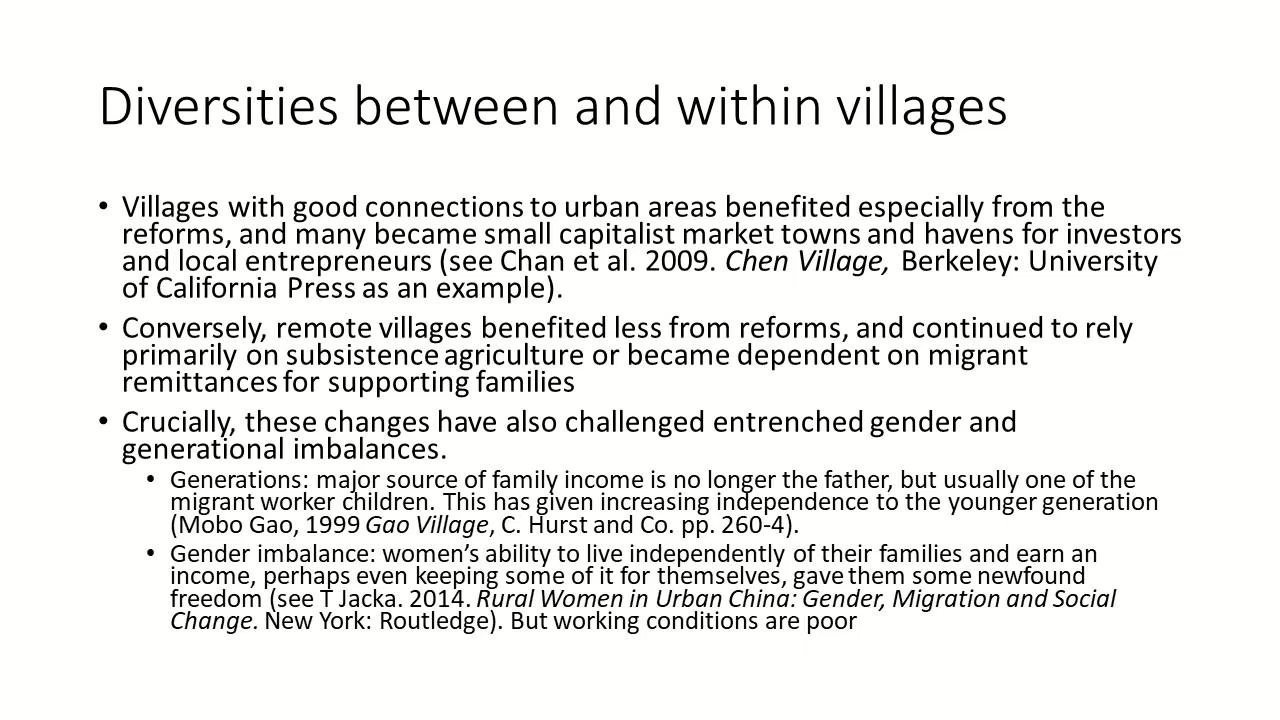 Diversities between and within villages
• Villages with good connections to urban areas benefited especially from the
reforms, and many became small capitalist market towns and havens for investors
and local entrepreneurs (see Chan et al. 2009. Chen Village, Berkeley: University
of California Press as an example).
• Conversely, remote villages benefited less from reforms, and continued to rely
primarily on subsistence agriculture or became dependent on migrant
remittances for supporting families
• Crucially, these changes have also challenged entrenched gender and
generational imbalances.
• Generations: major source of family income is no longer the father, but usually one of the
migrant worker children. This has given increasing independence to the younger generation
(Mobo Gao, 1999 Gao Village, C. Hurst and Co. pp. 260-4).
• Gender imbalance: women’s ability to live independently of their families and earn an
income, perhaps even keeping some of it for themselves, gave them some newfound
freedom (see T Jacka. 2014. Rural Women in Urban China: Gender, Migration and Social
Change. New York: Routledge). But working conditions are poor